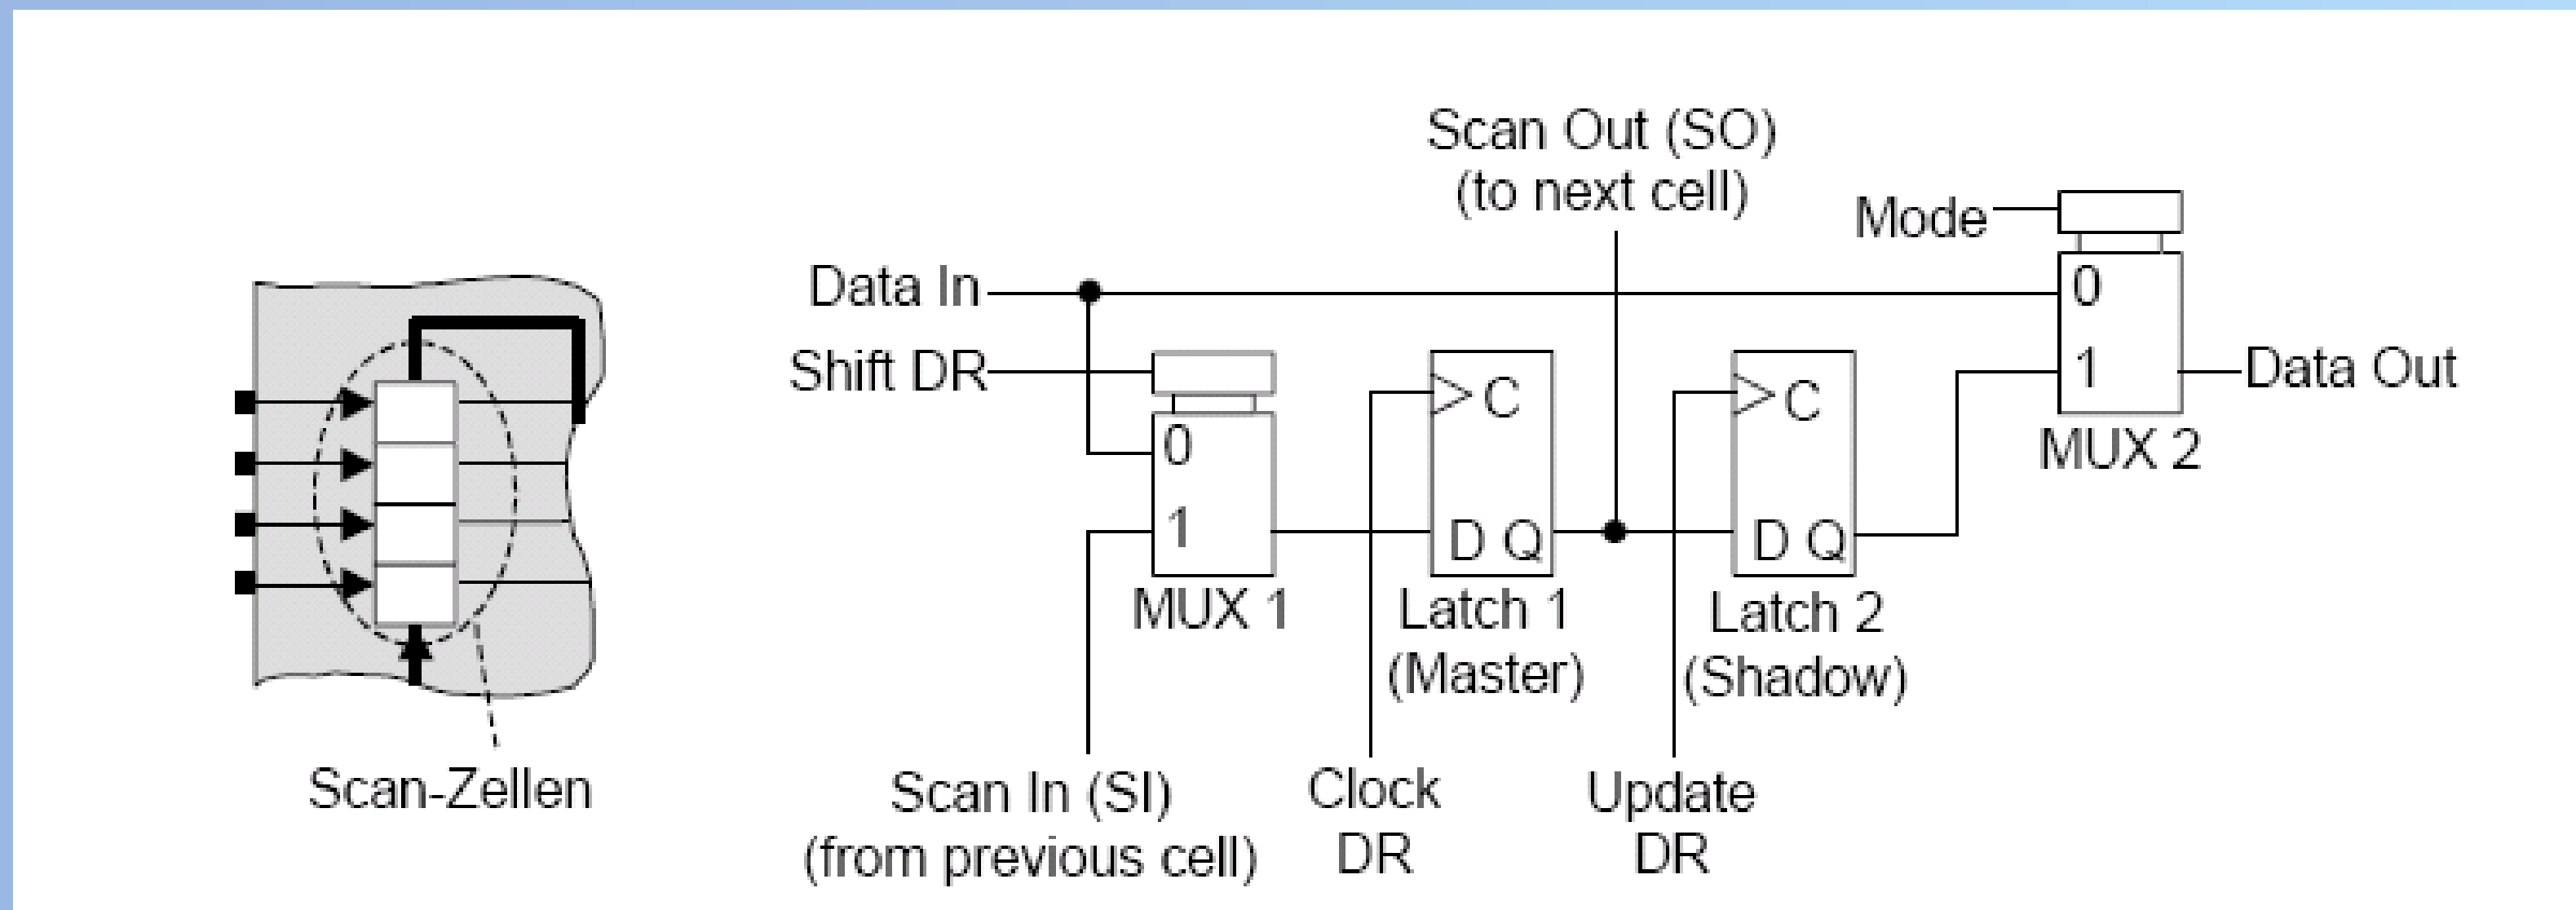 Scan-Zellen
Scan Out (SO)
(to next cell)
Mode
Data In
0
Shift DR
1
Data Out
C
C
0
MUX 2
1
D Q
D Q
MUX 1
Latch 1
(Master)
Latch 2
(Shadow)
Scan In (SI)
(from previous cell)
Clock
DR
Update
DR